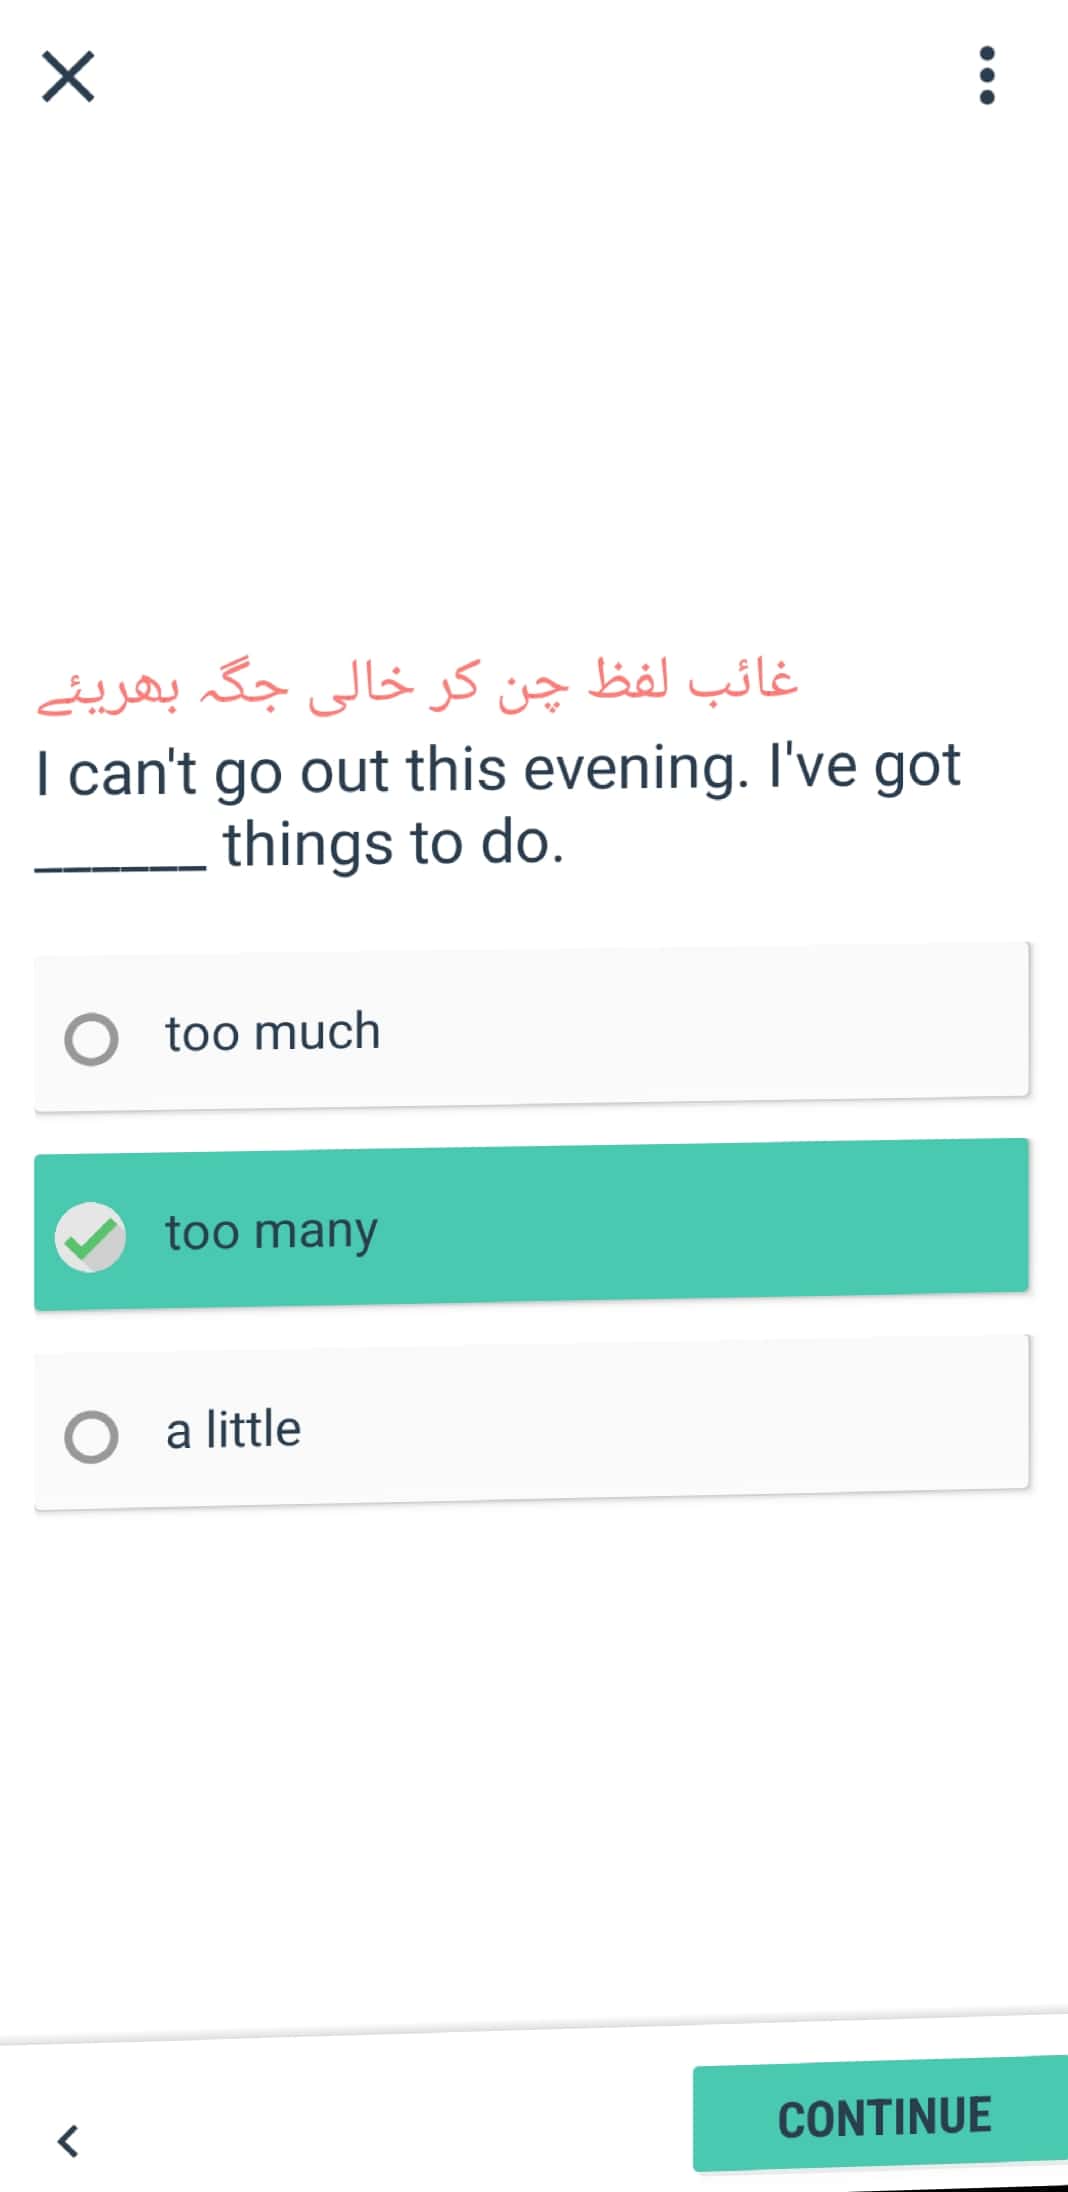 غائب لفظ چن کر خالی جگہ بھریئے
I can't go out this evening. I've got
______ things to do.
too much
too many
a little
CONTINUE